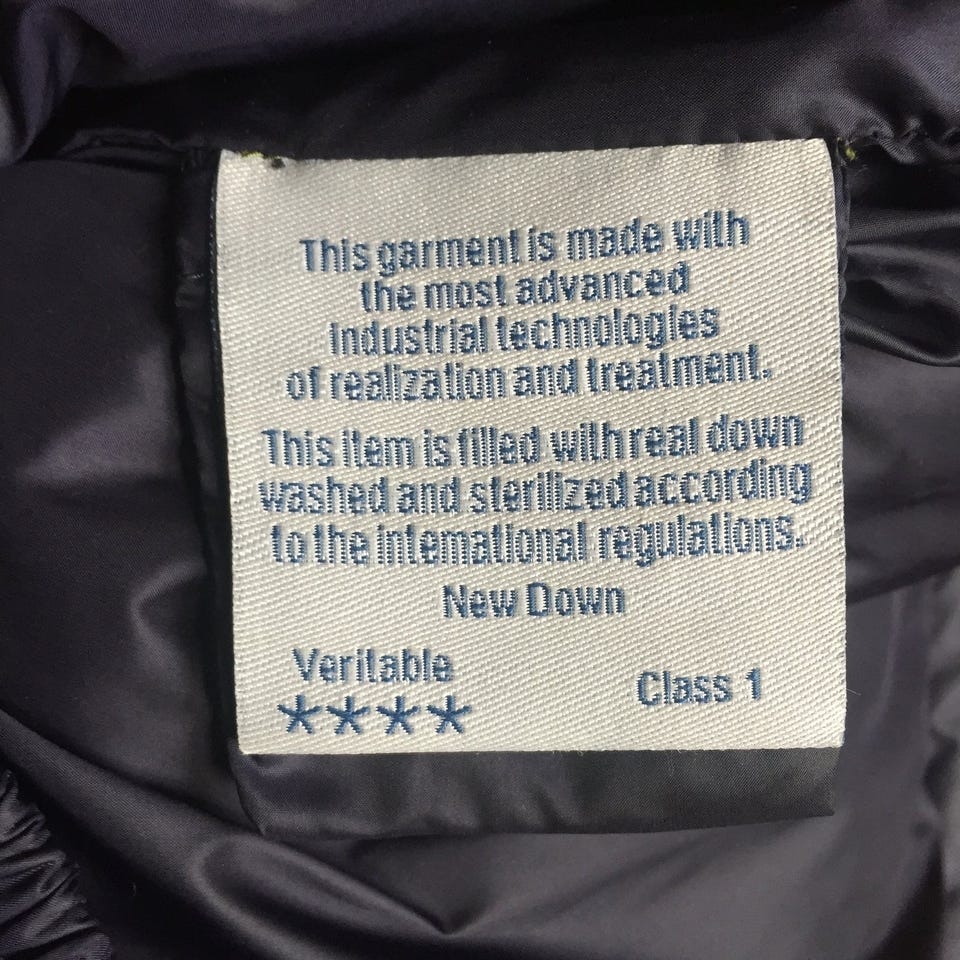 This garment is made with
the most advanced
Industrial technologies
of realization and treatment.
This item is filled with real down
washed and sterilized according
to the international regulations.
New Down
Veritable
****
Class 1